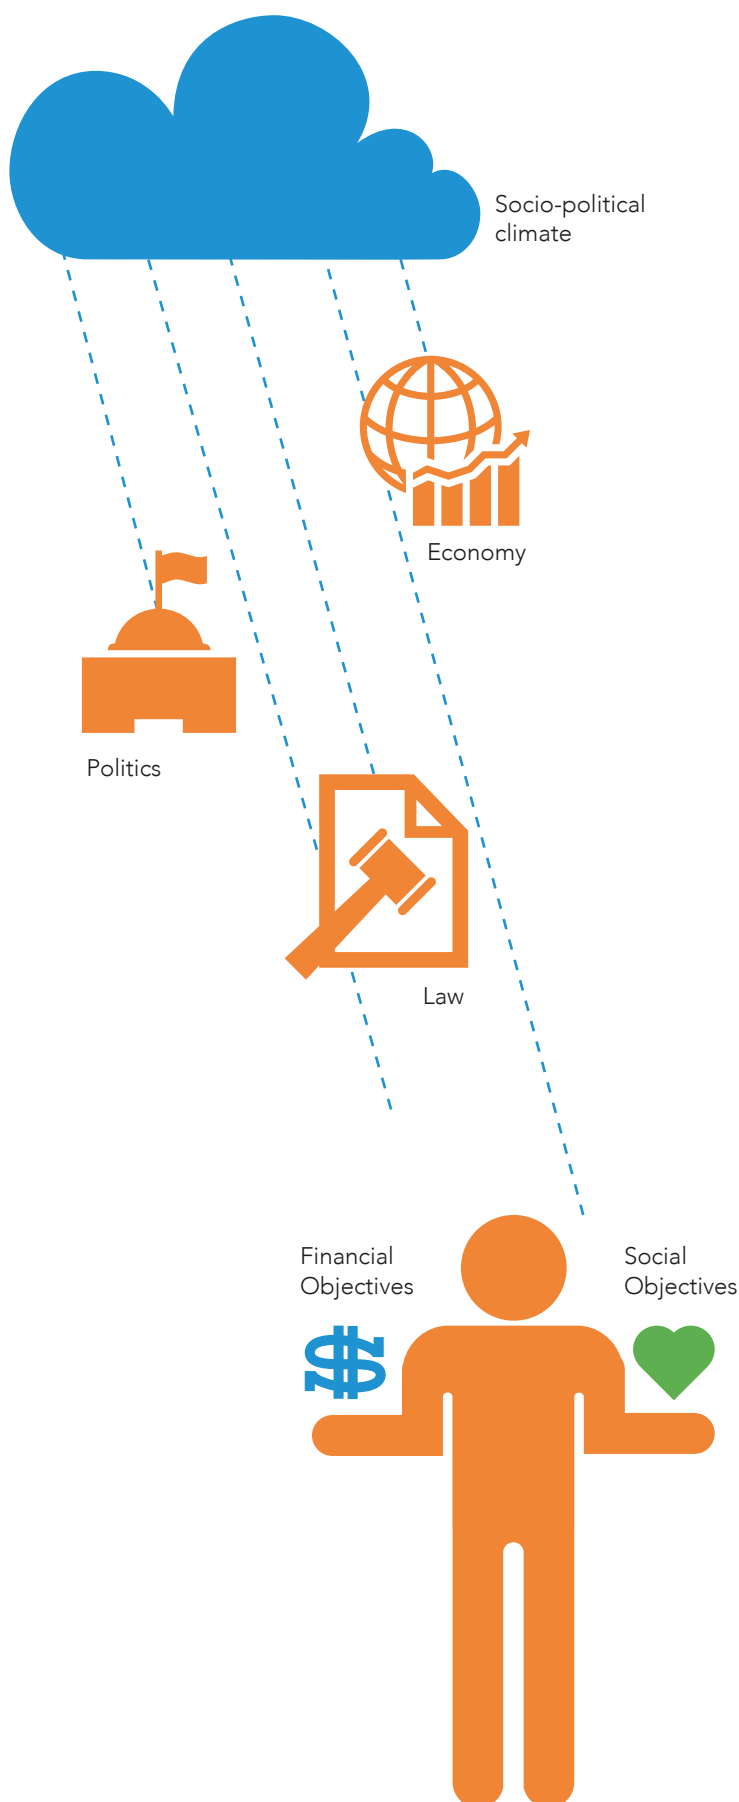 Socio-political
climate
Economy
Politics
Law
Financial
Objectives
Social
Objectives